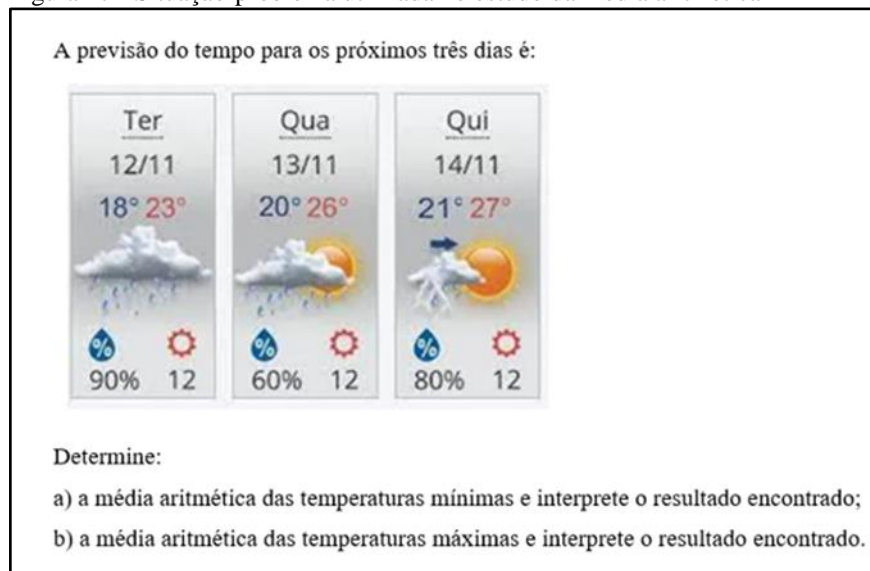 A previsão do tempo para os próximos três dias é:
Ter
12/11
18° 23°
%
90% 12
Qua
13/11
20° 26°
%
60% 12
Qui
14/11
21° 27°
%
80% 12
Determine:
a) a média aritmética das temperaturas mínimas e interprete o resultado encontrado;
b) a média aritmética das temperaturas máximas e interprete o resultado encontrado.